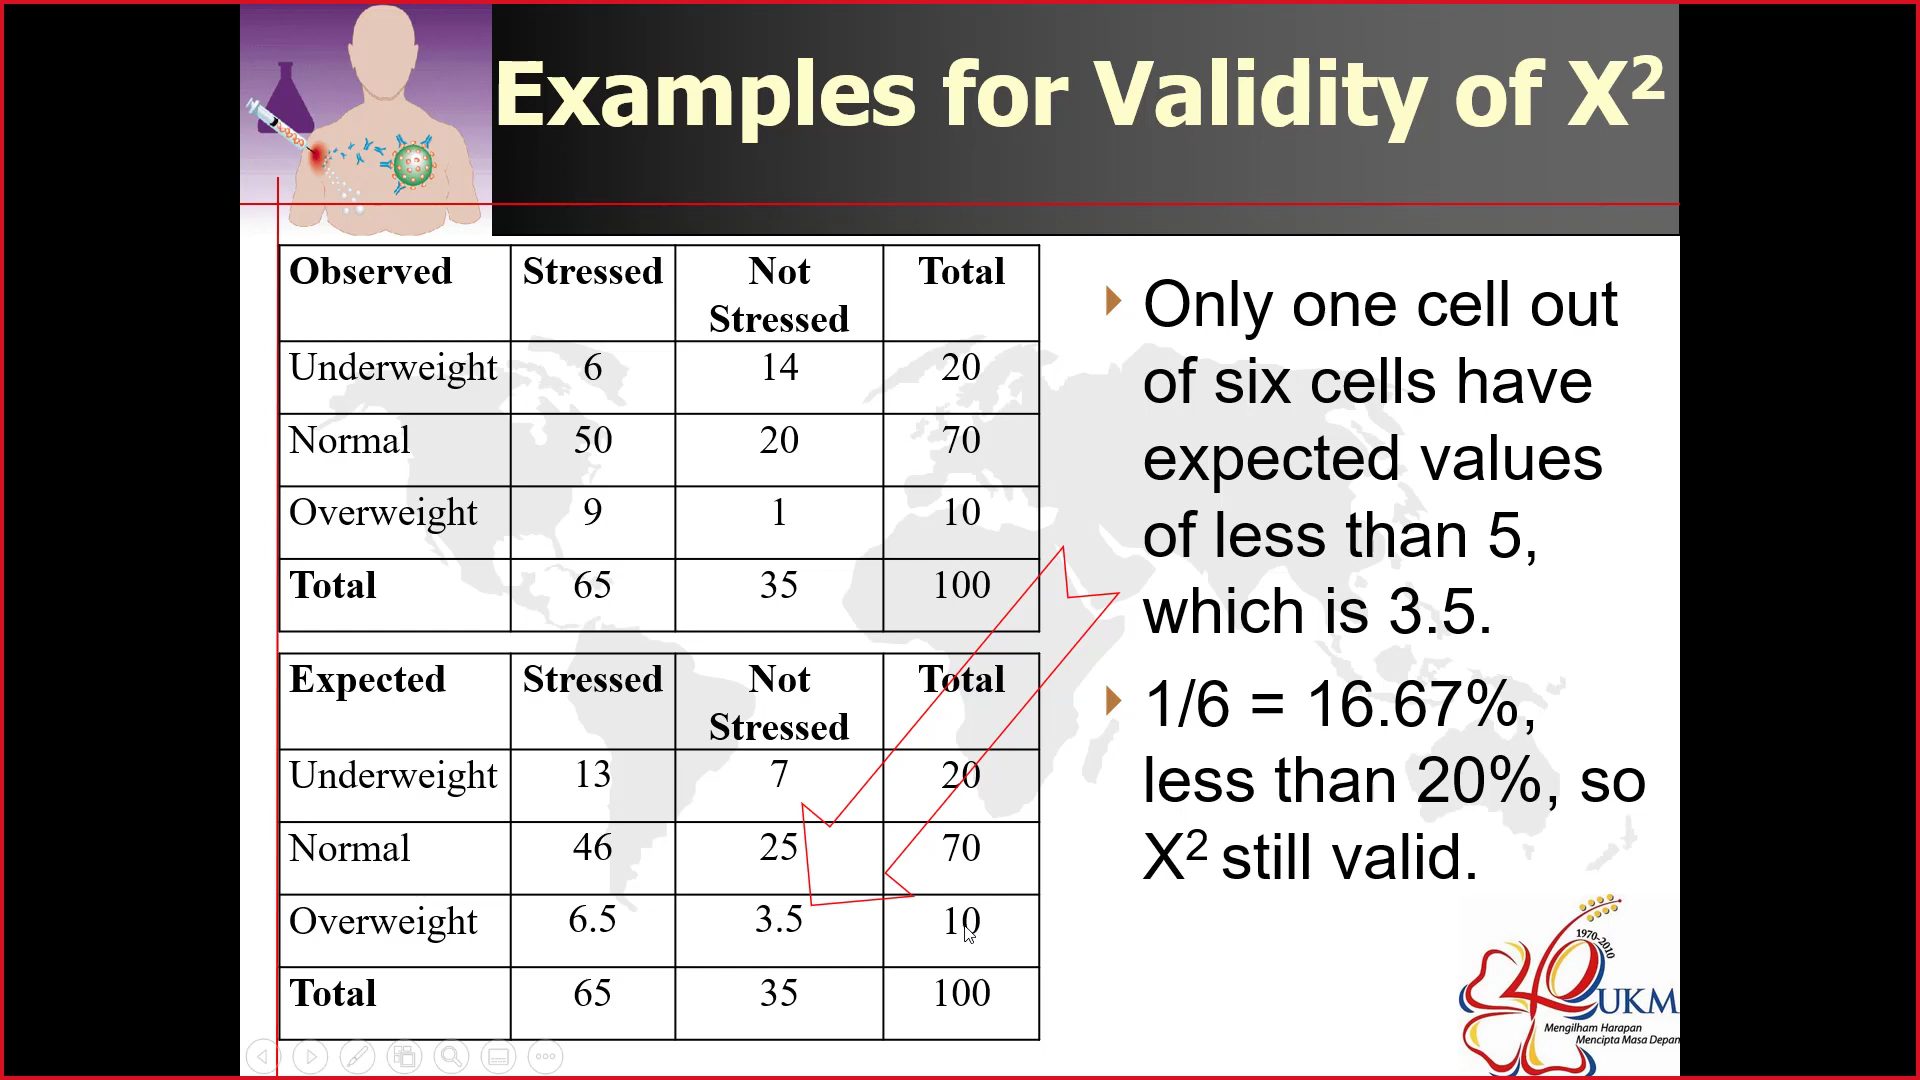 Examples for Validity of X²
Observed Stressed Not Stressed Total
Underweight 6 14 20
Normal 50 20 70
Overweight 9 1 10
Total 65 35 100
Expected Stressed Not Stressed Total
Underweight 13 7 20
Normal 46 25 70
Overweight 6.5 3.5 10
Total 65 35 100
Only one cell out
of six cells have
expected values
of less than 5,
which is 3.5.
1/6 = 16.67%,
less than 20%, so
X² still valid.
1970-2010
40 UKM
Mengilham Harapan
Mencipta Masa Depan